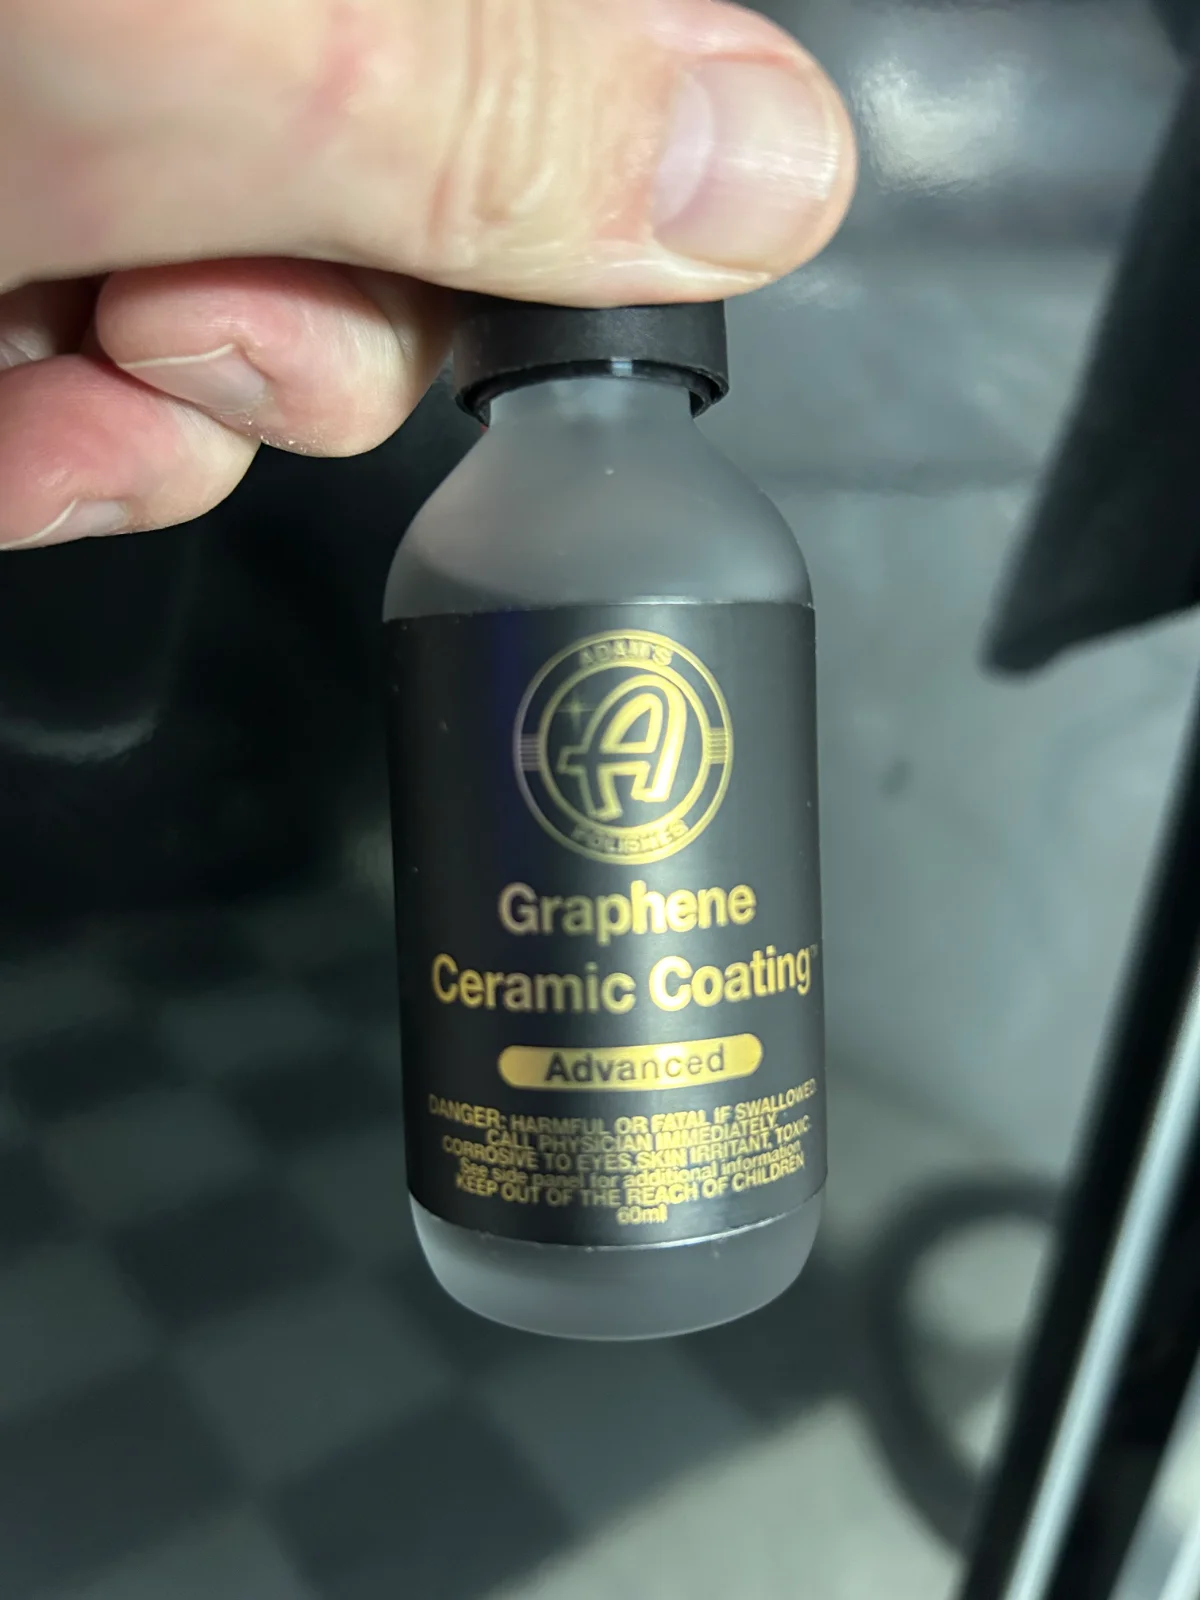 ADAM'S
A
POLISHES
Graphene
Ceramic Coating™
Advanced
DANGER: HARMFUL OR FATAL IF SWALLOWED.
CALL PHYSICIAN IMMEDIATELY.
CORROSIVE TO EYES,SKIN IRRITANT, TOXIC.
See side panel for additional information
KEEP OUT OF THE REACH OF CHILDREN
60ml